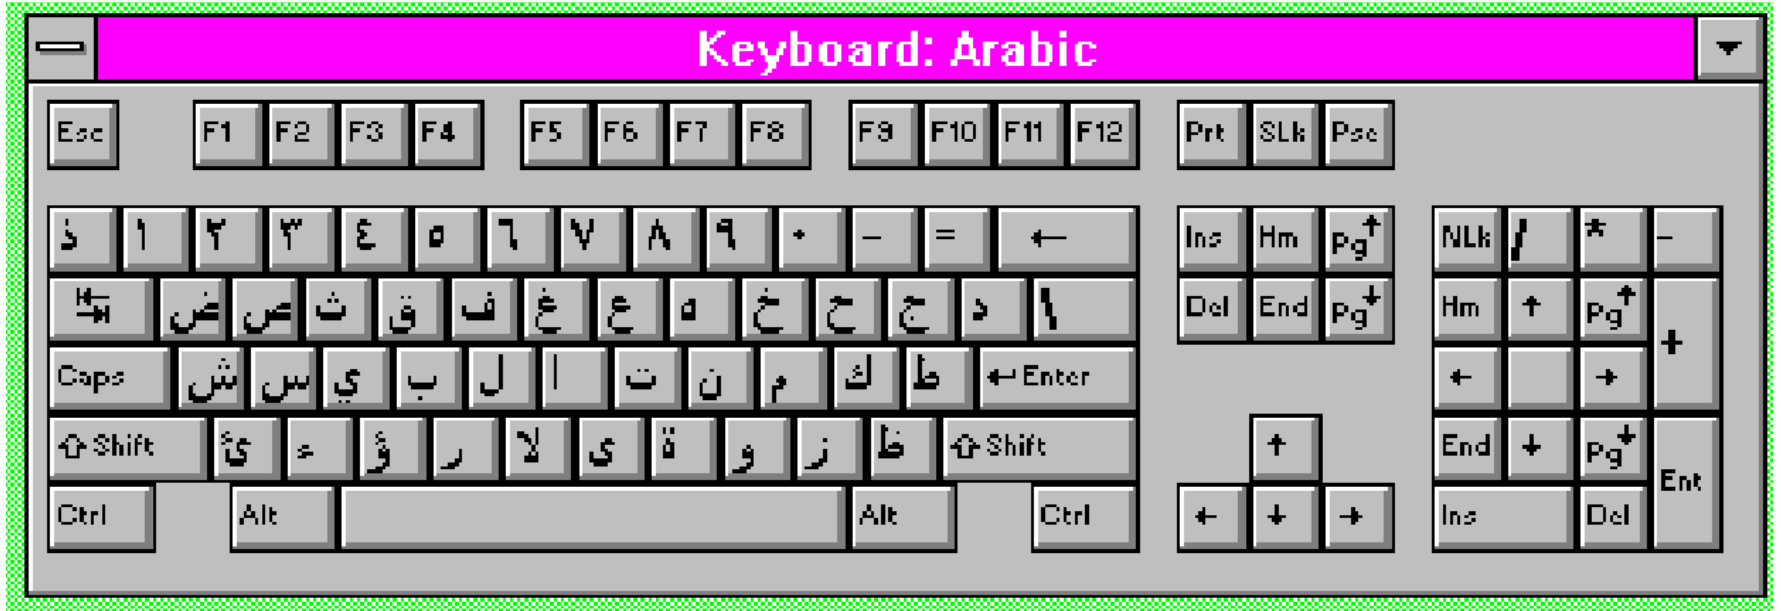 Keyboard: Arabic
Esc F1 F2 F3 F4 F5 F6 F7 F8 F9 F10 F11 F12 Prt SLk Psc
ذ ١ ٢ ٣ ٤ ٥ ٦ ٧ ٨ ٩ ٠ - = ← Ins Hm Pg↑ NLk / * -
ض ص ث ق ف غ ع ه خ ح ج د \ Del End Pg↓ Hm ↑ Pg↑ +
Caps ش س ي ب ل ا ت ن م ك ط ↵ Enter ← →
⇧ Shift ئ ء ؤ ر لا ى ة و ز ظ ⇧ Shift ↑ End ↓ Pg↓ Ent
Ctrl Alt Alt Ctrl ← ↓ → Ins Del